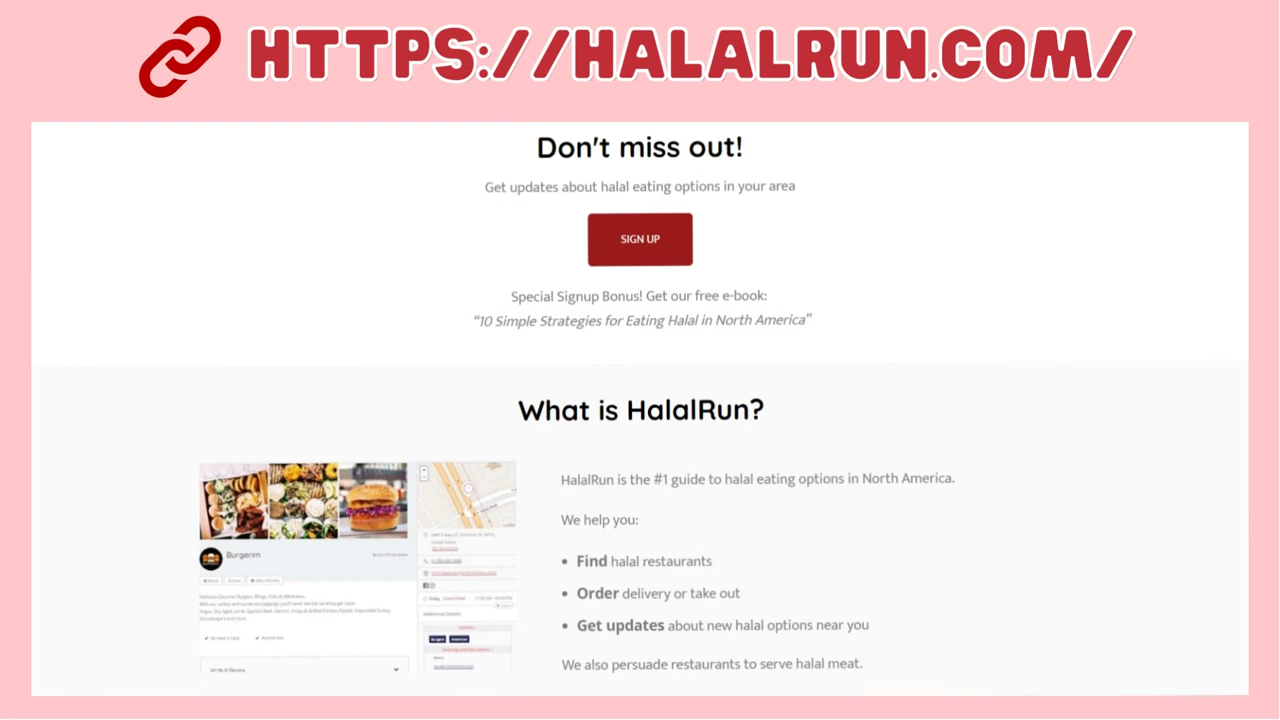 HTTPS://HALALRUN.COM/
Don't miss out!
Get updates about halal eating options in your area
SIGN UP
Special Signup Bonus! Get our free e-book:
“10 Simple Strategies for Eating Halal in North America”
What is HalalRun?
HalalRun is the #1 guide to halal eating options in North America.
We help you:
• Find halal restaurants
• Order delivery or take out
• Get updates about new halal options near you
We also persuade restaurants to serve halal meat.
Burgerim
Additional Details
Write A Review